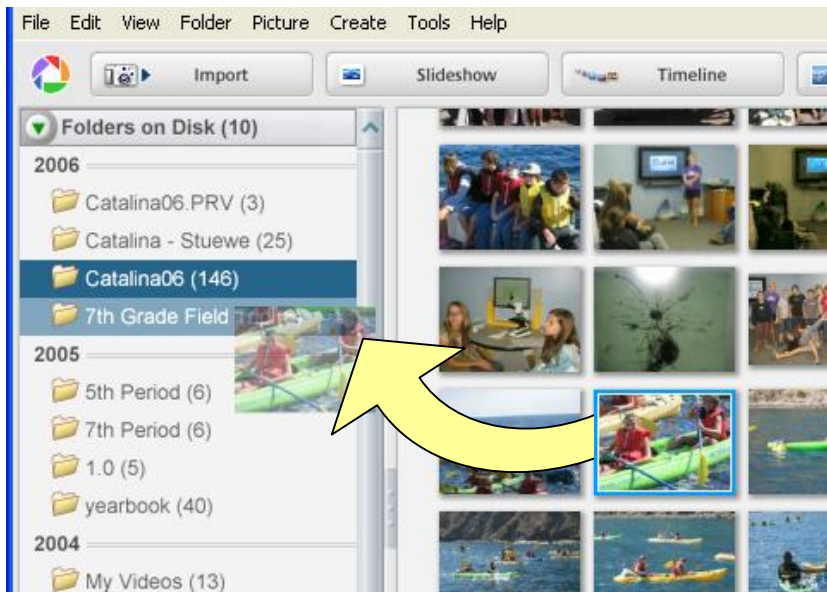 File Edit View Folder Picture Create Tools Help
Import Slideshow Timeline
Folders on Disk (10)
2006
Catalina06.PRV (3)
Catalina - Stuewe (25)
Catalina06 (146)
7th Grade Field
2005
5th Period (6)
7th Period (6)
1.0 (5)
yearbook (40)
2004
My Videos (13)